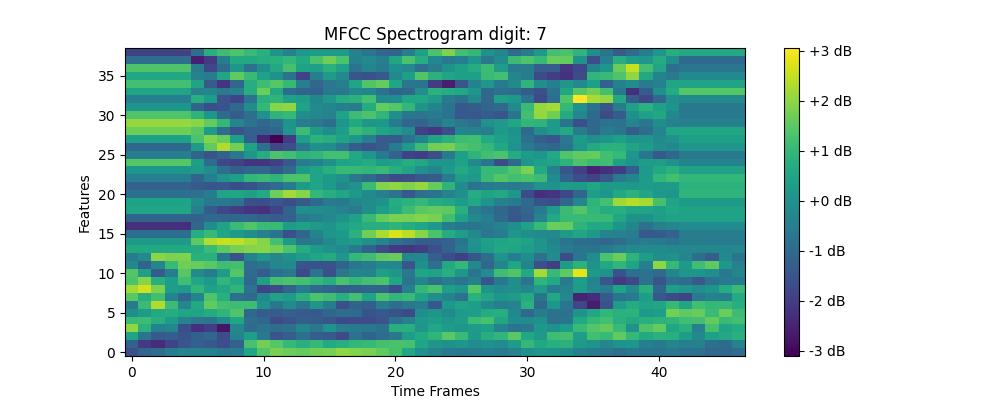 MFCC Spectrogram digit: 7
35
30
25
20
15
10
5
0
Features
0 10 20 30 40
Time Frames
+3 dB
+2 dB
+1 dB
+0 dB
-1 dB
-2 dB
-3 dB